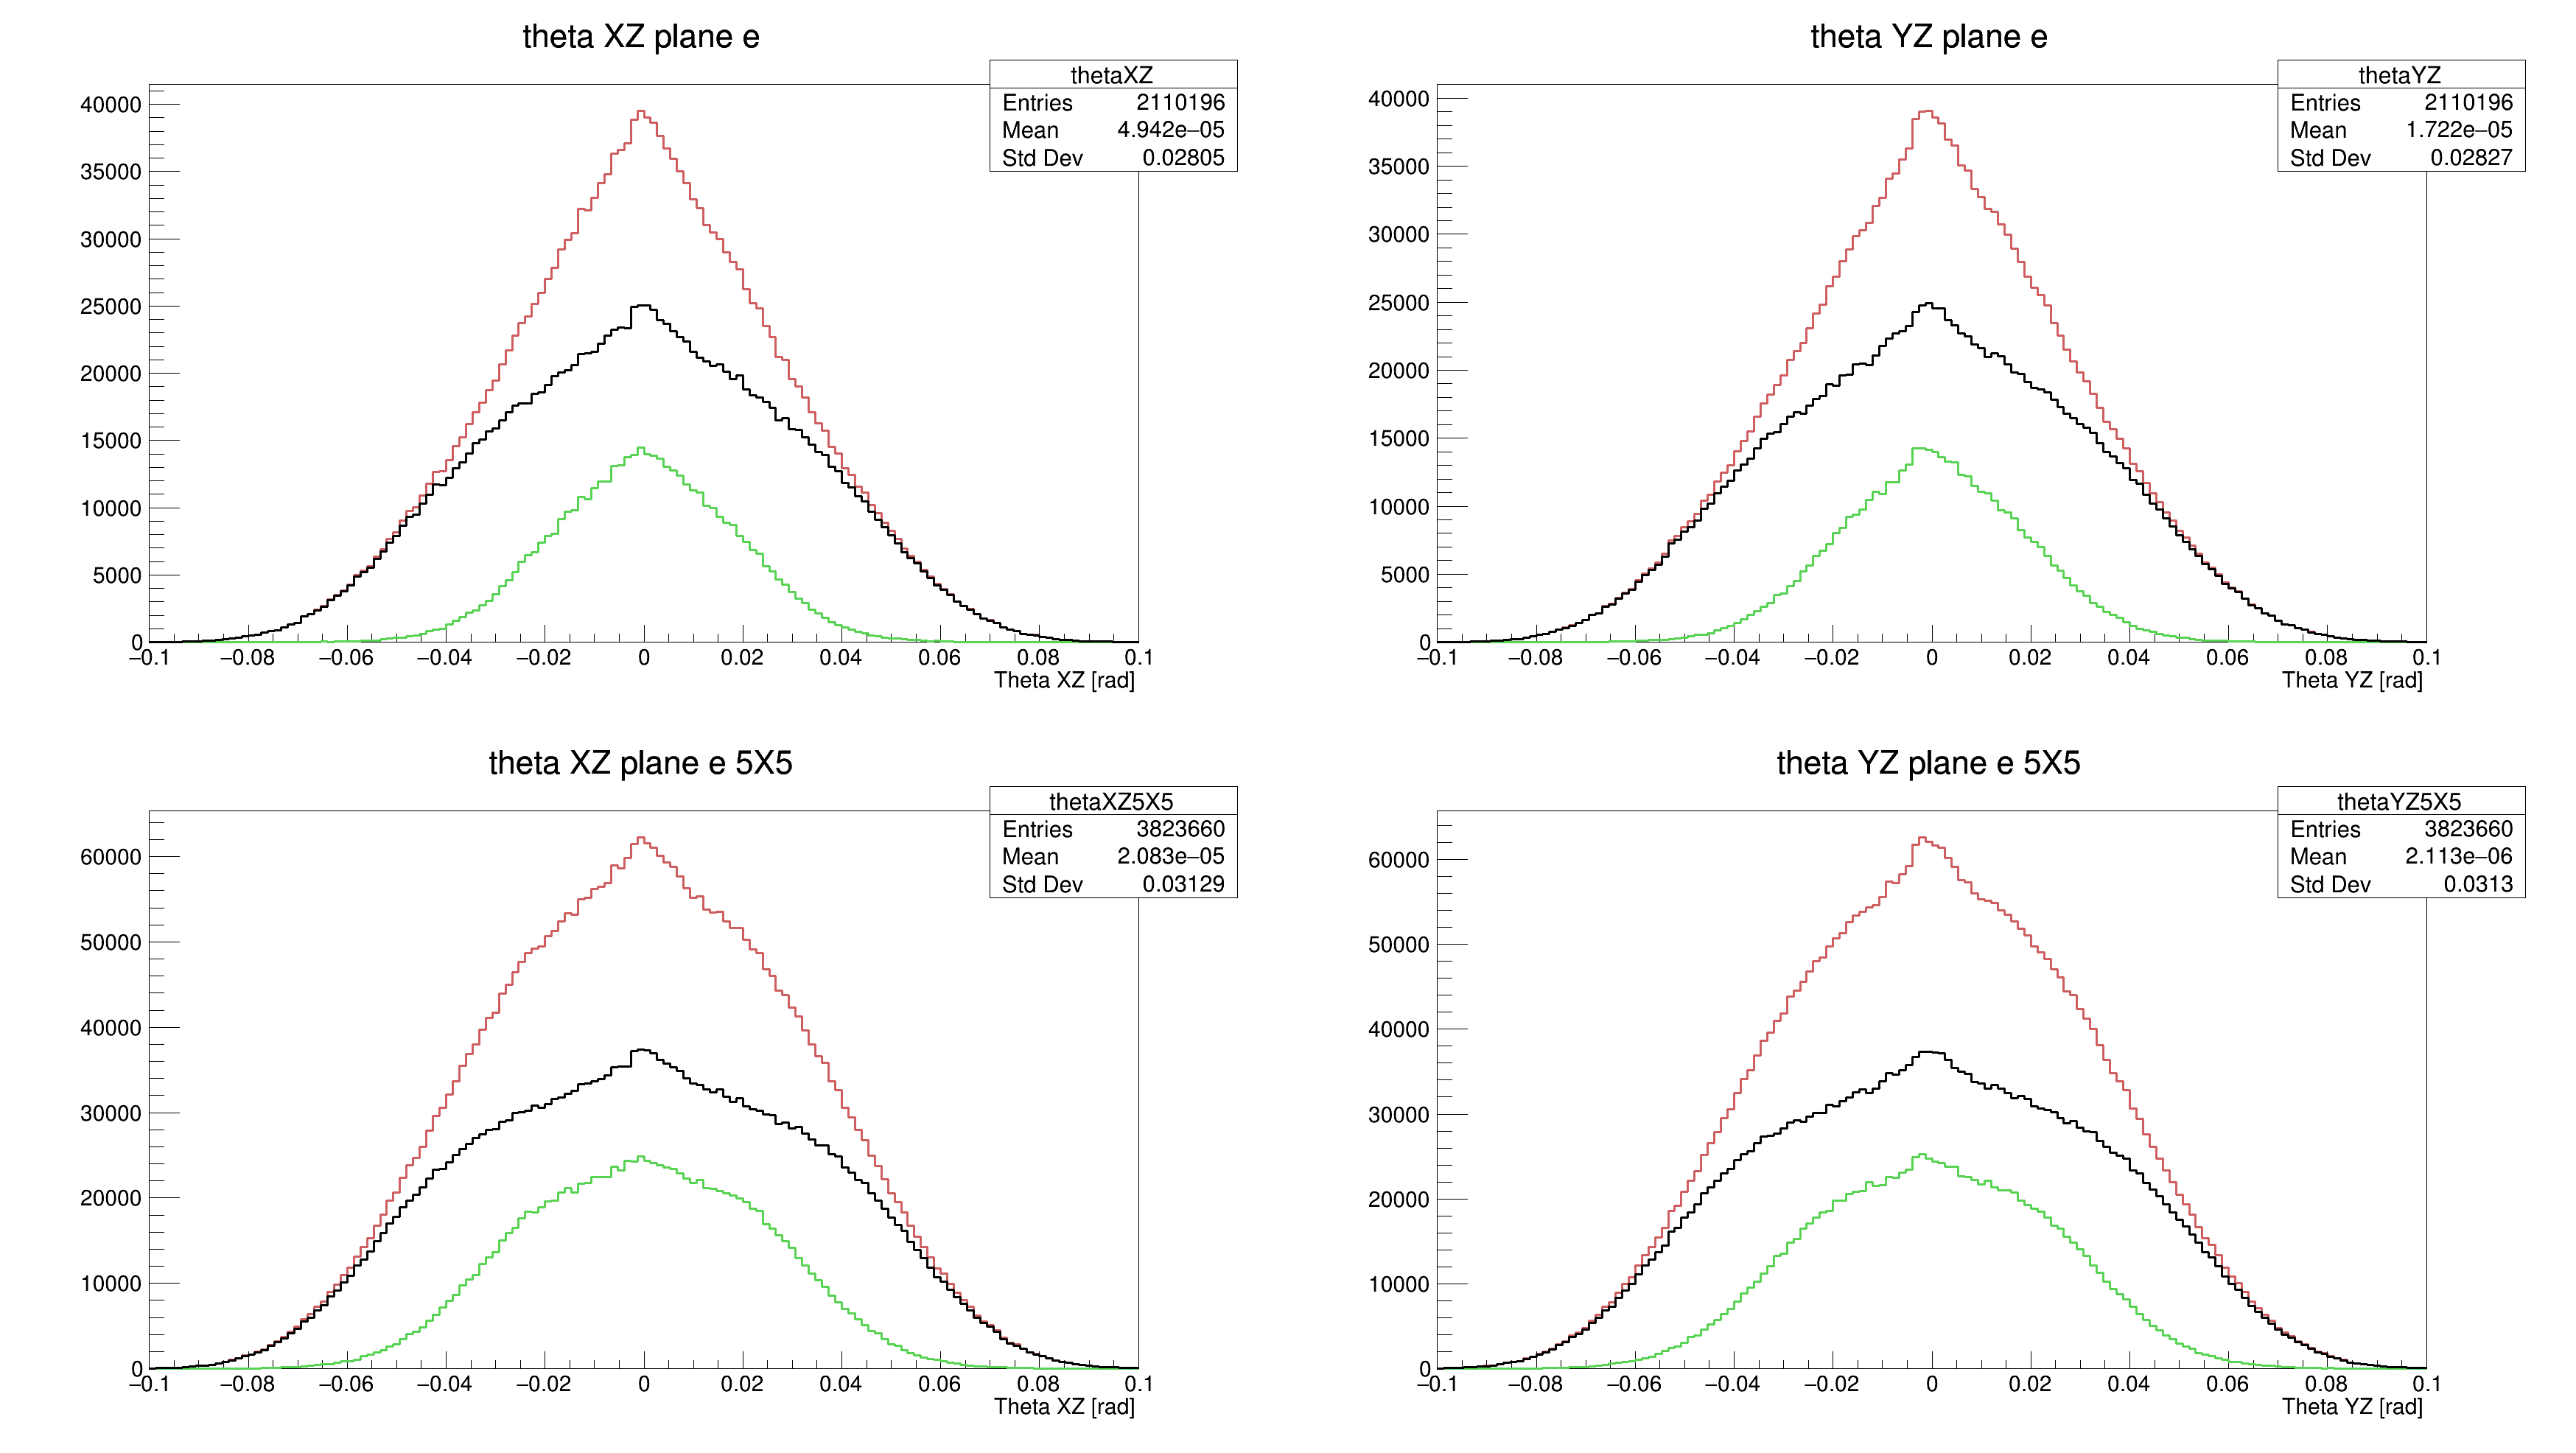 theta XZ plane e
thetaXZ
Entries 2110196
Mean 4.942e−05
Std Dev 0.02805
40000
35000
30000
25000
20000
15000
10000
5000
0
−0.1 −0.08 −0.06 −0.04 −0.02 0 0.02 0.04 0.06 0.08 0.1
Theta XZ [rad]
theta YZ plane e
thetaYZ
Entries 2110196
Mean 1.722e−05
Std Dev 0.02827
40000
35000
30000
25000
20000
15000
10000
5000
0
−0.1 −0.08 −0.06 −0.04 −0.02 0 0.02 0.04 0.06 0.08 0.1
Theta YZ [rad]
theta XZ plane e 5X5
thetaXZ5X5
Entries 3823660
Mean 2.083e−05
Std Dev 0.03129
60000
50000
40000
30000
20000
10000
0
−0.1 −0.08 −0.06 −0.04 −0.02 0 0.02 0.04 0.06 0.08 0.1
Theta XZ [rad]
theta YZ plane e 5X5
thetaYZ5X5
Entries 3823660
Mean 2.113e−06
Std Dev 0.0313
60000
50000
40000
30000
20000
10000
0
−0.1 −0.08 −0.06 −0.04 −0.02 0 0.02 0.04 0.06 0.08 0.1
Theta YZ [rad]